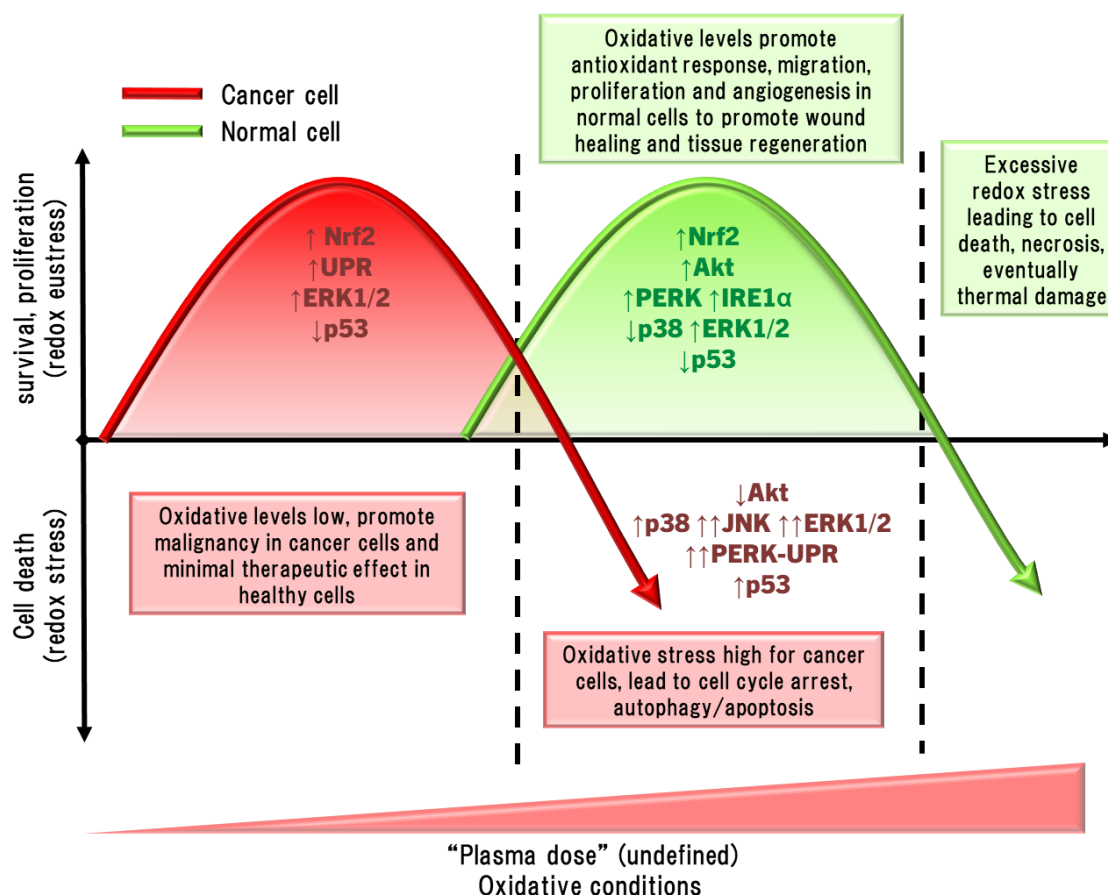 Cancer cell
Normal cell
Oxidative levels promote
antioxidant response, migration,
proliferation and angiogenesis in
normal cells to promote wound
healing and tissue regeneration
Excessive
redox stress
leading to cell
death, necrosis,
eventually
thermal damage
survival, proliferation
(redox eustress)
↑ Nrf2
↑UPR
↑ERK1/2
↓p53
↑Nrf2
↑Akt
↑PERK ↑IRE1α
↓p38 ↑ERK1/2
↓p53
Cell death
(redox stress)
Oxidative levels low, promote
malignancy in cancer cells and
minimal therapeutic effect in
healthy cells
↓Akt
↑p38 ↑↑JNK ↑↑ERK1/2
↑↑PERK-UPR
↑p53
Oxidative stress high for cancer
cells, lead to cell cycle arrest,
autophagy/apoptosis
“Plasma dose” (undefined)
Oxidative conditions